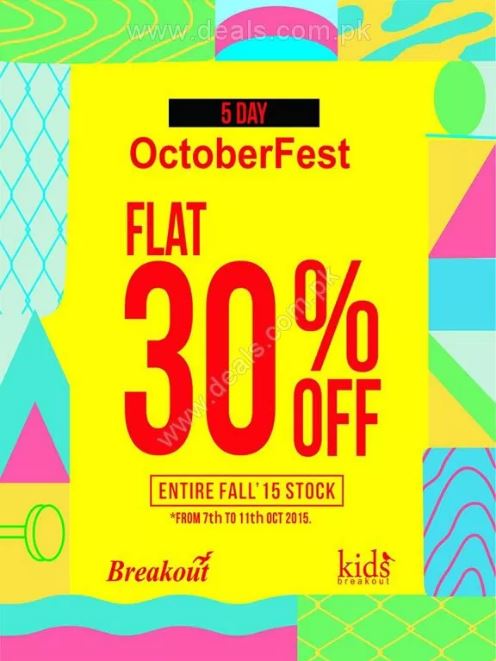 www.deals.com.pk
5 DAY
OctoberFest
FLAT
30% OFF
www.deals.com.pk
ENTIRE FALL'15 STOCK
*FROM 7th TO 11th OCT 2015.
Breakout
kids
breakout